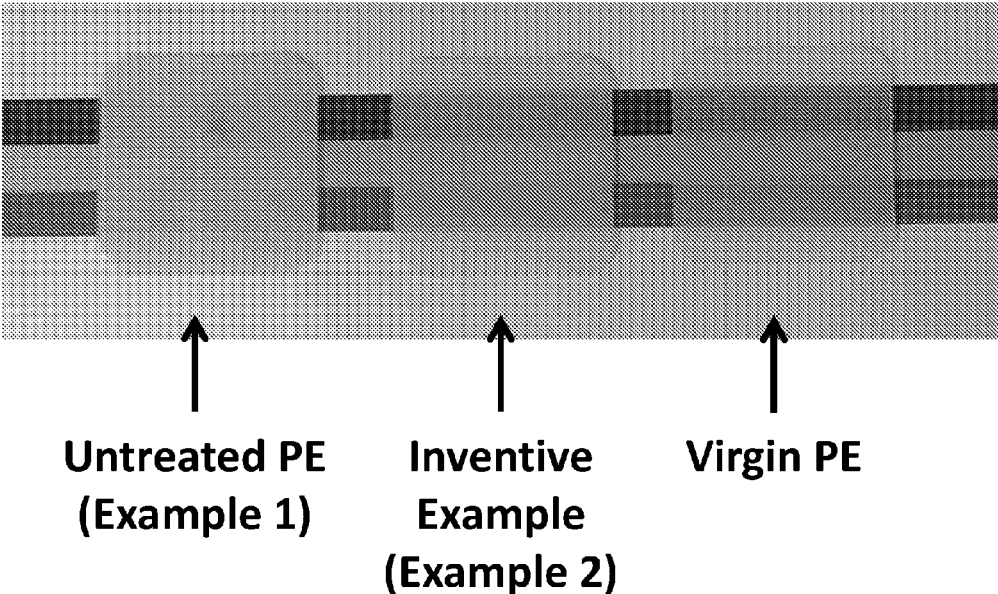 Untreated PE
(Example 1)
Inventive
Example
(Example 2)
Virgin PE